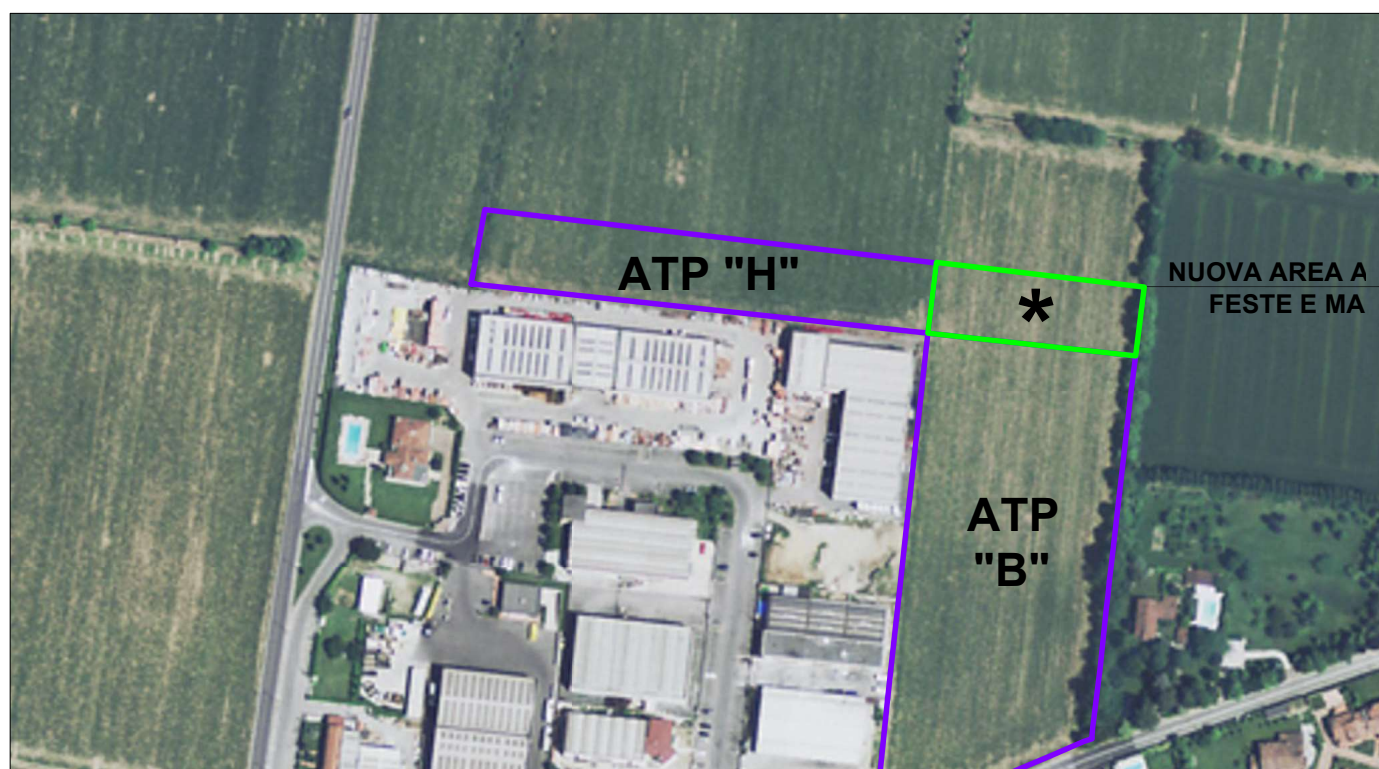 ATP "H"
*
NUOVA AREA A
FESTE E MA
ATP
"B"